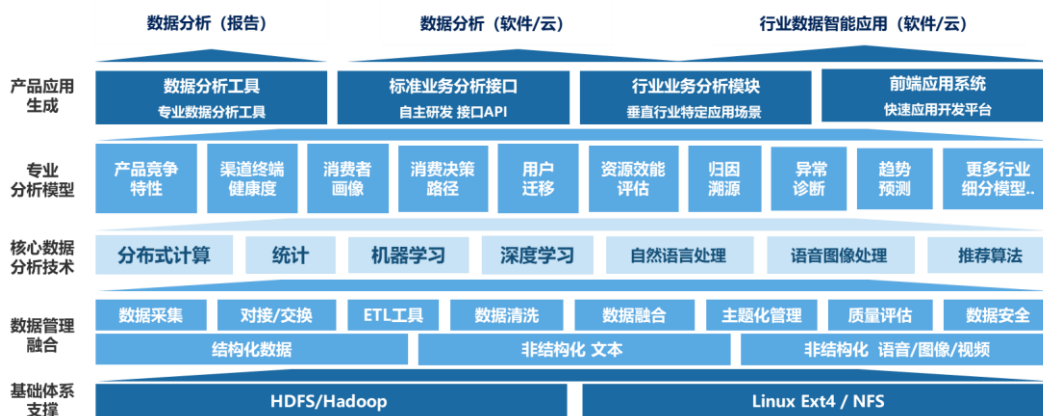 数据分析（报告）
数据分析（软件/云）
行业数据智能应用（软件/云）
产品应用
生成
数据分析工具
专业数据分析工具
标准业务分析接口
自主研发 接口API
行业业务分析模块
垂直行业特定应用场景
前端应用系统
快速应用开发平台
专业
分析模型
产品竞争
特性
渠道终端
健康度
消费者
画像
消费决策
路径
用户
迁移
资源效能
评估
归因
溯源
异常
诊断
趋势
预测
更多行业
细分模型..
核心数据
分析技术
分布式计算
统计
机器学习
深度学习
自然语言处理
语音图像处理
推荐算法
数据管理
融合
数据采集
对接/交换
ETL工具
数据清洗
数据融合
主题化管理
质量评估
数据安全
结构化数据
非结构化 文本
非结构化 语音/图像/视频
基础体系
支撑
HDFS/Hadoop
Linux Ext4 / NFS